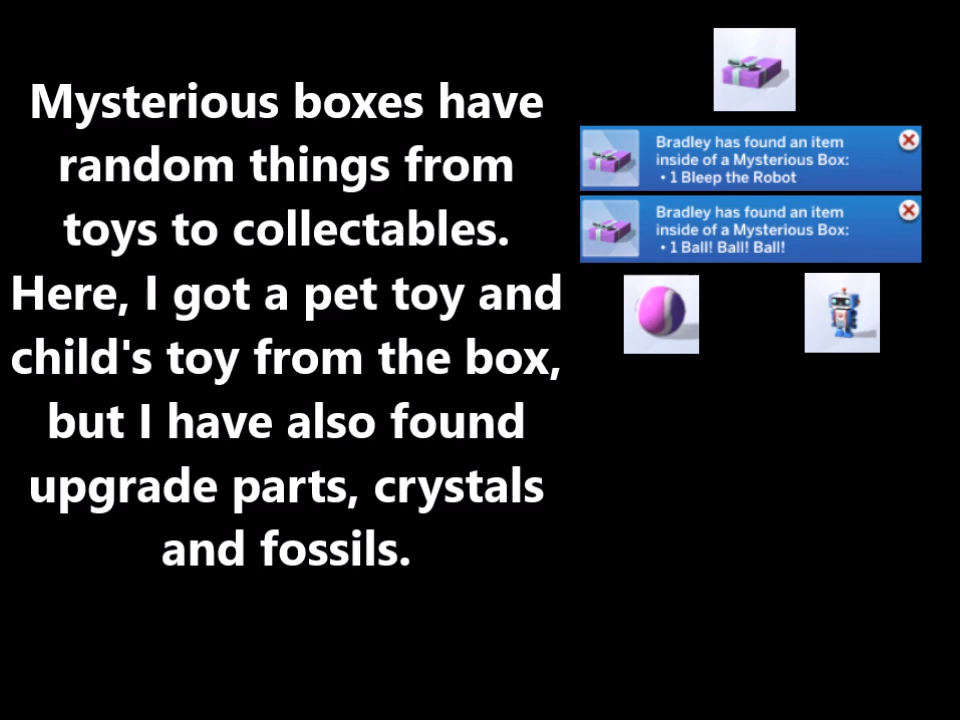 Mysterious boxes have
random things from
toys to collectables.
Here, I got a pet toy and
child's toy from the box,
but I have also found
upgrade parts, crystals
and fossils.
Bradley has found an item
inside of a Mysterious Box:
• 1 Bleep the Robot
Bradley has found an item
inside of a Mysterious Box:
• 1 Ball! Ball! Ball!